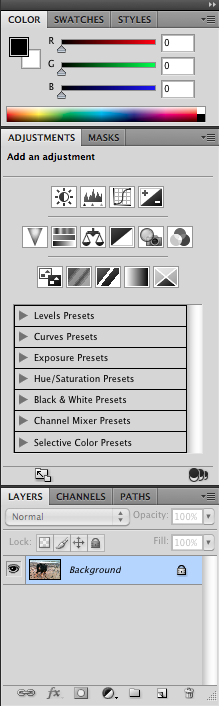 COLOR SWATCHES STYLES
R 0
G 0
B 0
ADJUSTMENTS MASKS
Add an adjustment
Levels Presets
Curves Presets
Exposure Presets
Hue/Saturation Presets
Black & White Presets
Channel Mixer Presets
Selective Color Presets
LAYERS CHANNELS PATHS
Normal Opacity: 100%
Lock: Fill: 100%
Background
fx